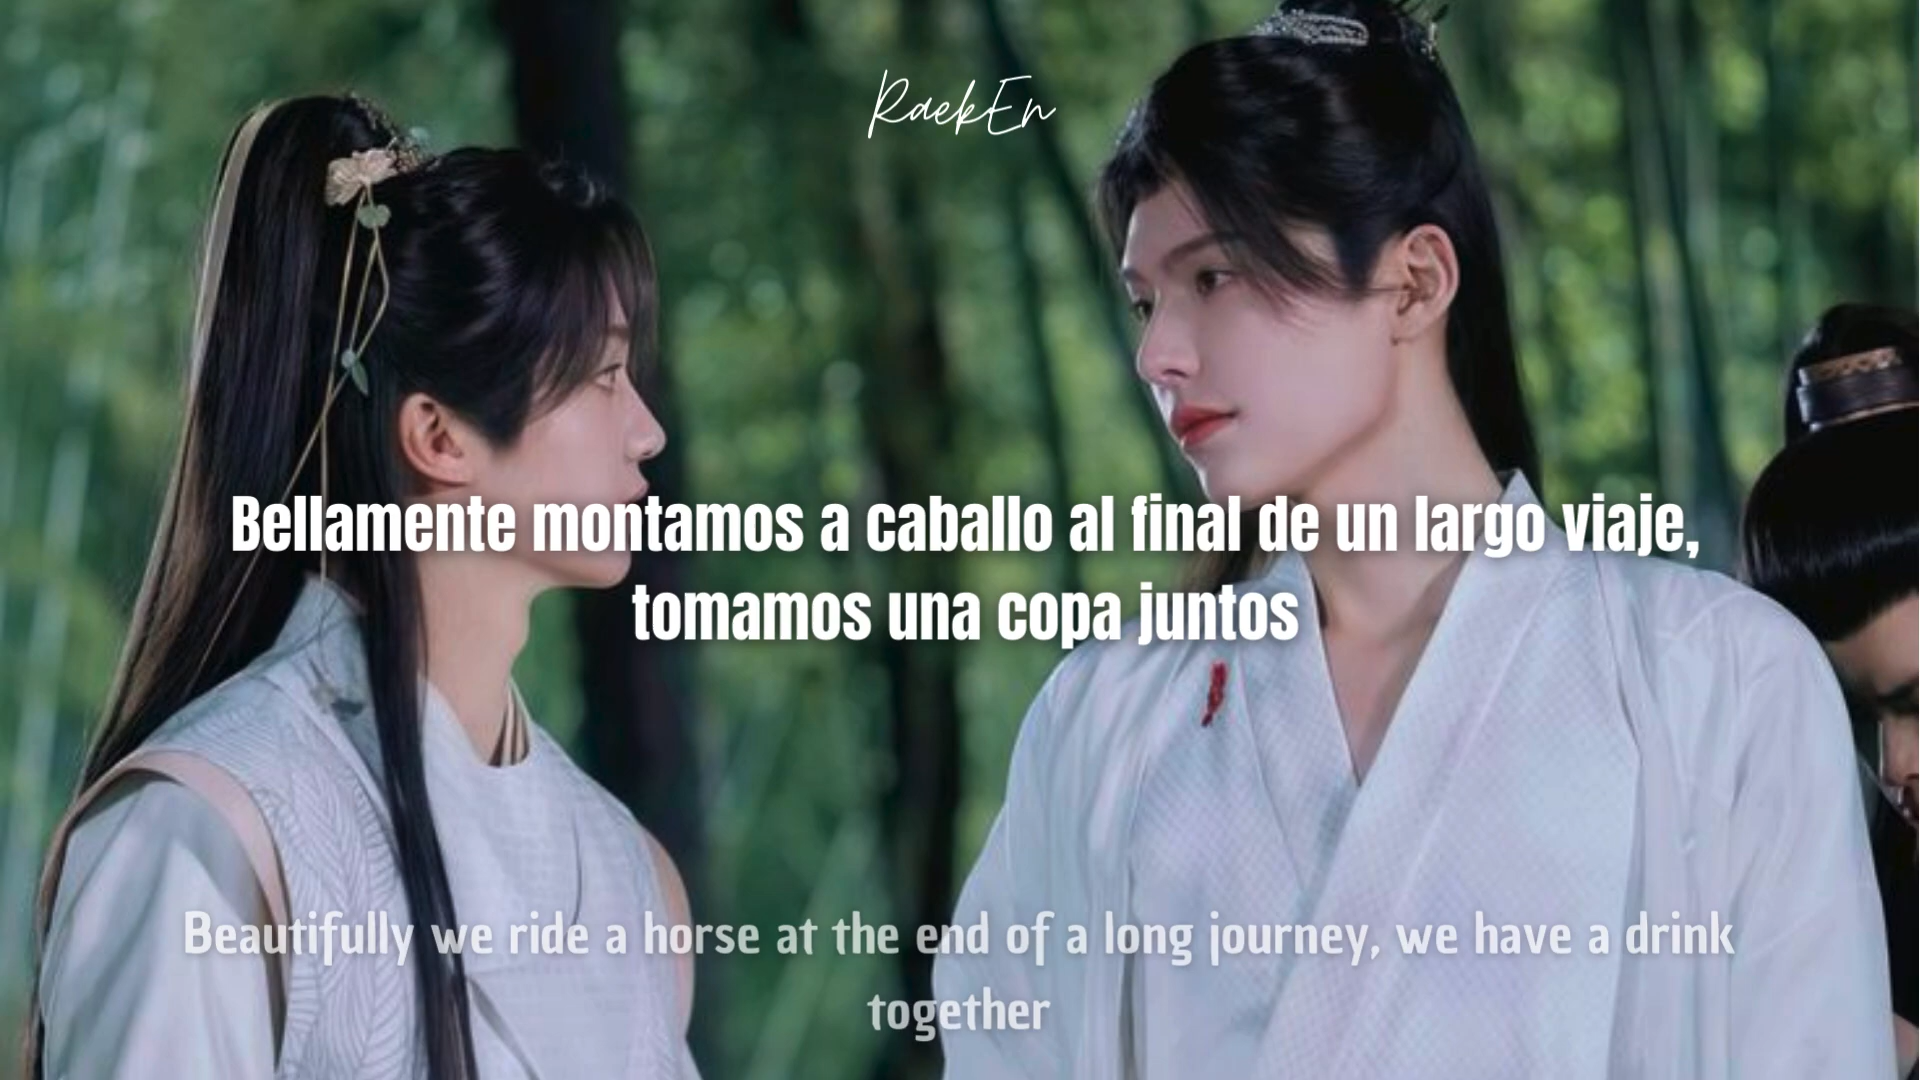 RaekEn
Bellamente montamos a caballo al final de un largo viaje,
tomamos una copa juntos
Beautifully we ride a horse at the end of a long journey, we have a drink
together